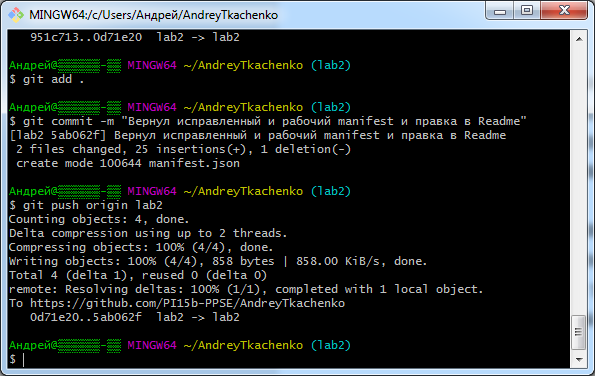 MINGW64:/c/Users/Андрей/AndreyTkachenko
951c713..0d71e20 lab2 -> lab2
Андрей@▒▒▒▒▒▒-▒▒ MINGW64 ~/AndreyTkachenko (lab2)
$ git add .
Андрей@▒▒▒▒▒▒-▒▒ MINGW64 ~/AndreyTkachenko (lab2)
$ git commit -m "Вернул исправленный и рабочий manifest и правка в Readme"
[lab2 5ab062f] Вернул исправленный и рабочий manifest и правка в Readme
2 files changed, 25 insertions(+), 1 deletion(-)
create mode 100644 manifest.json
Андрей@▒▒▒▒▒▒-▒▒ MINGW64 ~/AndreyTkachenko (lab2)
$ git push origin lab2
Counting objects: 4, done.
Delta compression using up to 2 threads.
Compressing objects: 100% (4/4), done.
Writing objects: 100% (4/4), 858 bytes | 858.00 KiB/s, done.
Total 4 (delta 1), reused 0 (delta 0)
remote: Resolving deltas: 100% (1/1), completed with 1 local object.
To https://github.com/PI15b-PPSE/AndreyTkachenko
0d71e20..5ab062f lab2 -> lab2
Андрей@▒▒▒▒▒▒-▒▒ MINGW64 ~/AndreyTkachenko (lab2)
$